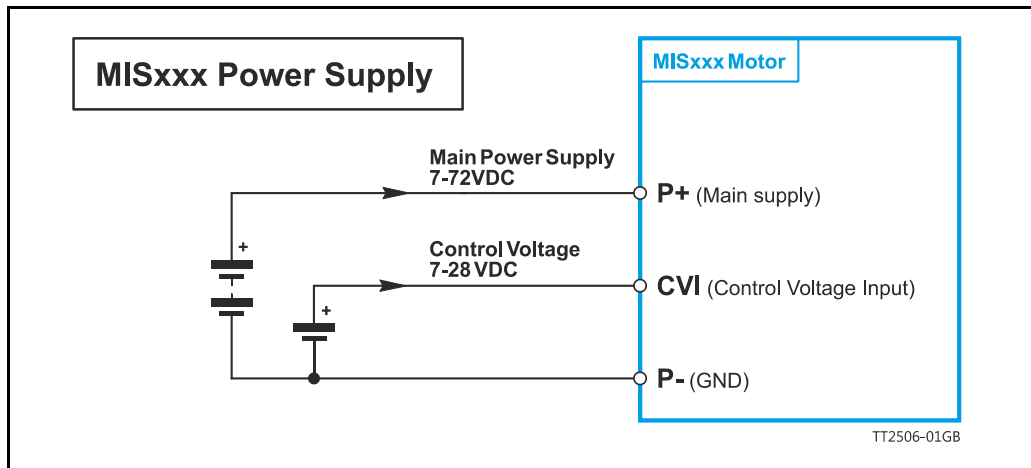 MISxxx Power Supply
MISxxx Motor
Main Power Supply
7-72VDC
P+ (Main supply)
Control Voltage
7-28 VDC
CVI (Control Voltage Input)
+
+
P- (GND)
TT2506-01GB